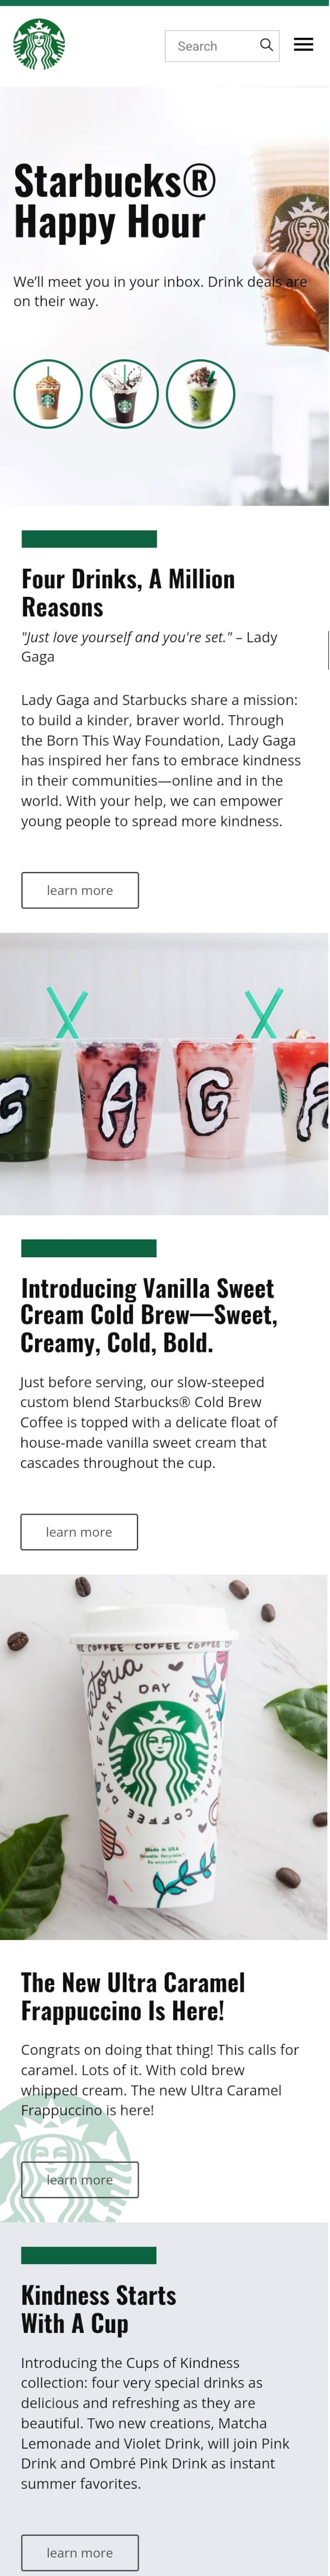 Search
Starbucks®
Happy Hour
We'll meet you in your inbox. Drink deals are
on their way.
Four Drinks, A Million
Reasons
"Just love yourself and you're set." – Lady
Gaga
Lady Gaga and Starbucks share a mission:
to build a kinder, braver world. Through
the Born This Way Foundation, Lady Gaga
has inspired her fans to embrace kindness
in their communities—online and in the
world. With your help, we can empower
young people to spread more kindness.
learn more
G A G A
Introducing Vanilla Sweet
Cream Cold Brew—Sweet,
Creamy, Cold, Bold.
Just before serving, our slow-steeped
custom blend Starbucks® Cold Brew
Coffee is topped with a delicate float of
house-made vanilla sweet cream that
cascades throughout the cup.
learn more
COFFEE COFFEE COFFEE
VERY DAY IS NATIONAL COFFEE DAY
Made in USA
The New Ultra Caramel
Frappuccino Is Here!
Congrats on doing that thing! This calls for
caramel. Lots of it. With cold brew
whipped cream. The new Ultra Caramel
Frappuccino is here!
learn more
Kindness Starts
With A Cup
Introducing the Cups of Kindness
collection: four very special drinks as
delicious and refreshing as they are
beautiful. Two new creations, Matcha
Lemonade and Violet Drink, will join Pink
Drink and Ombré Pink Drink as instant
summer favorites.
learn more